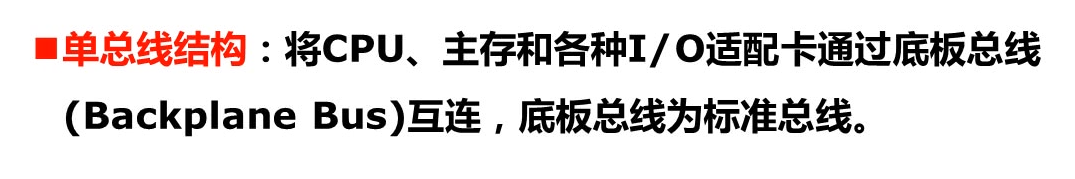 ■单总线结构：将CPU、主存和各种I/O适配卡通过底板总线
(Backplane Bus)互连，底板总线为标准总线。